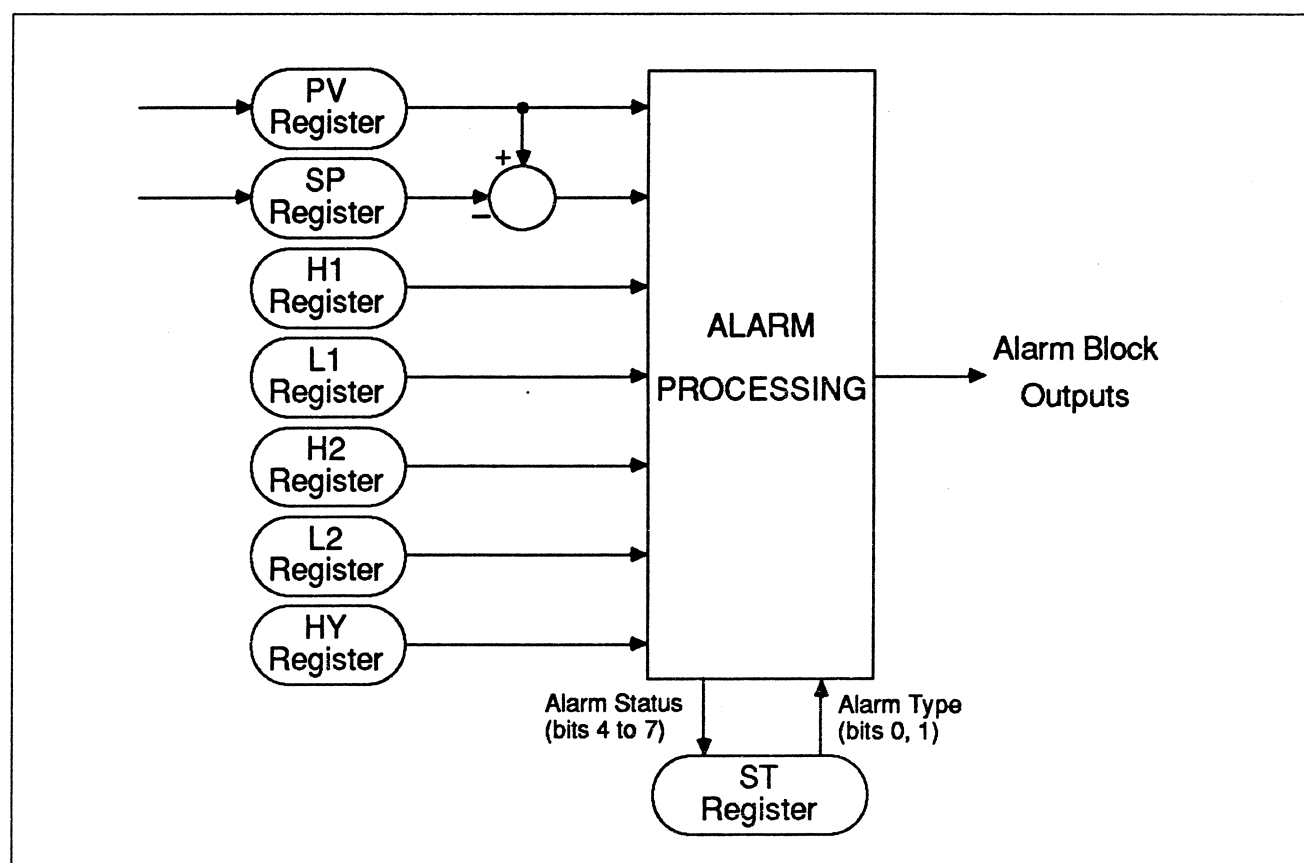 PV
Register
+
SP
Register
−
H1
Register
L1
Register
H2
Register
L2
Register
HY
Register
ALARM
PROCESSING
Alarm Block
Outputs
Alarm Status
(bits 4 to 7)
Alarm Type
(bits 0, 1)
ST
Register